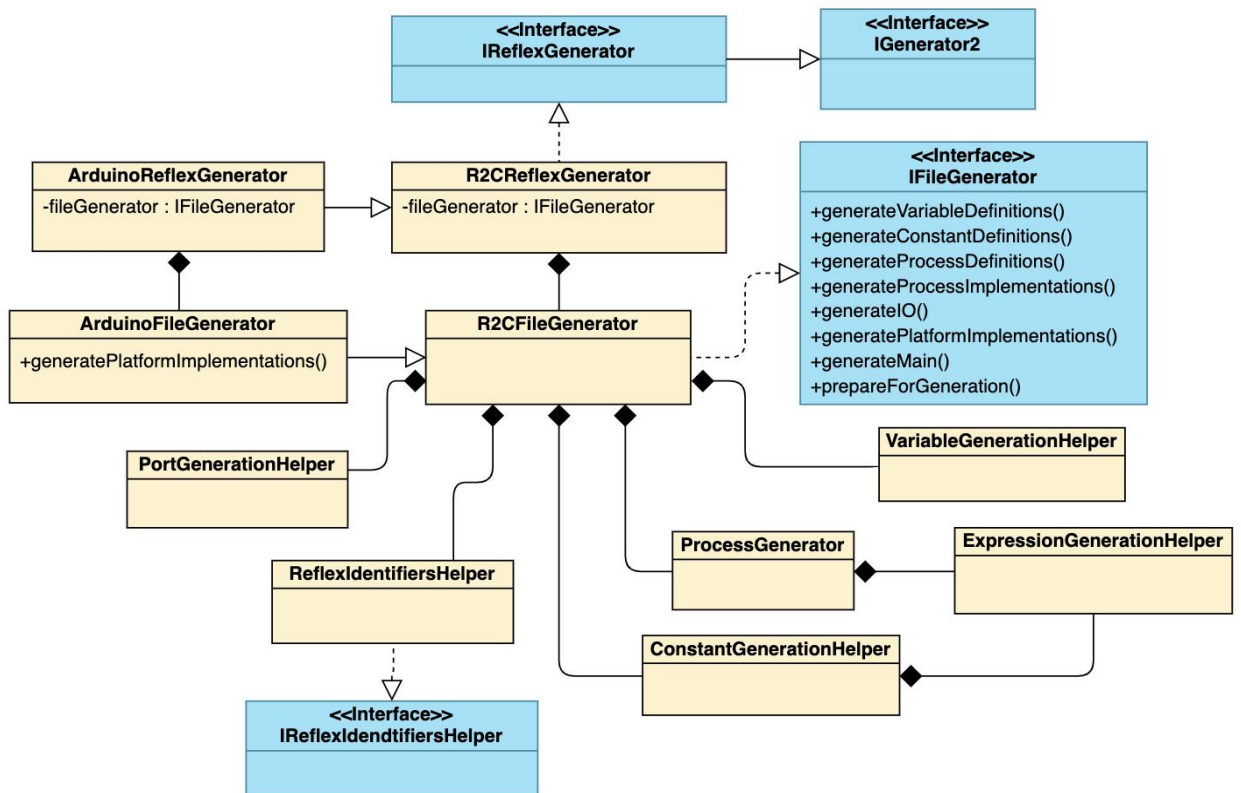 <<Interface>>
IReflexGenerator
<<Interface>>
IGenerator2
ArduinoReflexGenerator
-fileGenerator : IFileGenerator
R2CReflexGenerator
-fileGenerator : IFileGenerator
<<Interface>>
IFileGenerator
+generateVariableDefinitions()
+generateConstantDefinitions()
+generateProcessDefinitions()
+generateProcessImplementations()
+generateIO()
+generatePlatformImplementations()
+generateMain()
+prepareForGeneration()
ArduinoFileGenerator
+generatePlatformImplementations()
R2CFileGenerator
VariableGenerationHelper
PortGenerationHelper
ProcessGenerator
ExpressionGenerationHelper
ReflexIdentifiersHelper
ConstantGenerationHelper
<<Interface>>
IReflexIdendtifiersHelper